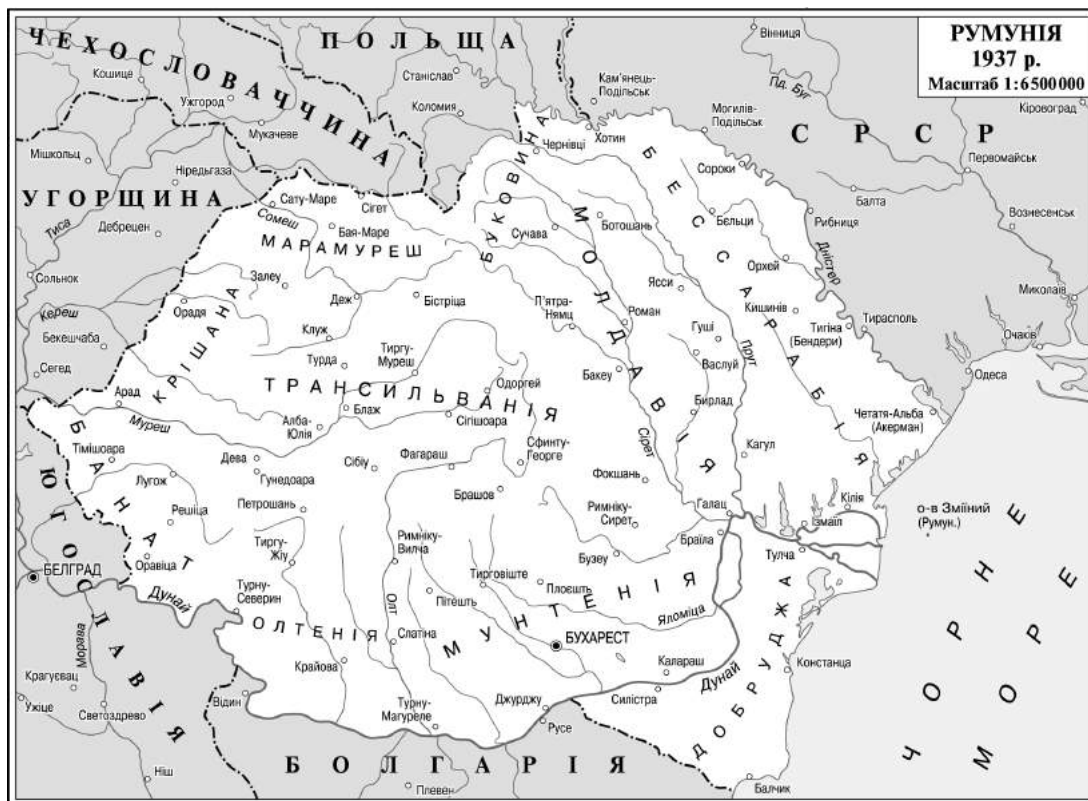 РУМУНІЯ
1937 р.
Масштаб 1:6500000
ЧЕХОСЛОВАЧЧИНА
ПОЛЬЩА
СРСР
УГОРЩИНА
ЮГОСЛАВІЯ
БОЛГАРІЯ
ЧОРНЕ
МОРЕ
Вінниця
Кошице
Станіслав
Кам'янець-
Подільськ
Пд. Буг
Ужгород
Коломия
Могилів-
Подільськ
Кіровоград
Мукачеве
Чернівці
Хотин
Мішкольц
Ніредьгаза
Сороки
Первомайськ
БУКОВИНА
БЕССАРАБІЯ
Сату-Маре
Сігет
Балта
Сомеш
Бая-Маре
Ботошань
Бєльци
Рибниця
Вознесенськ
Тиса
Дебрецен
МАРАМУРЕШ
Сучава
МОЛДАВІЯ
Дністер
Сольнок
Залеу
Орхей
Ясси
Деж
Бістріца
П'ятра-
Нямц
Миколаїв
Кереш
Орадя
КРІШАНА
Роман
Кишинів
Тигіна
(Бендери)
Тирасполь
Бекешчаба
Клуж
Гуші
Прут
Очаків
Турда
Тиргу-
Муреш
Васлуй
Сегед
Бакеу
Одеса
ТРАНСИЛЬВАНІЯ
Одоргей
Арад
Блаж
Бирлад
Четатя-Альба
(Акерман)
Муреш
Алба-
Юлія
Сігішоара
Сірет
БАНАТ
Тімішоара
Дева
Сібіу
Фагараш
Сфинту-
Георге
Кагул
Гунедоара
Фокшань
Лугож
Петрошань
Брашов
Кілія
о-в Зміїний
(Румун.)
Решіца
Римніку-
Сирет
Галац
Ізмаїл
Тиргу-
Жіу
Римніку-
Вилча
Браїла
Тулча
Бузеу
БЕЛГРАД
Оравіца
Тирговіште
Плоєшть
МУНТЕНІЯ
Дунай
Турну-
Северин
Олт
Пітешть
Яломіца
ДОБРУДЖА
ОЛТЕНІЯ
Слатіна
БУХАРЕСТ
Морава
Крайова
Калараш
Дунай
Констанца
Крагуєвац
Відин
Турну-
Магуреле
Джурджу
Силістра
Ужіце
Светоздрево
Русе
Ніш
Плевен
Балчик